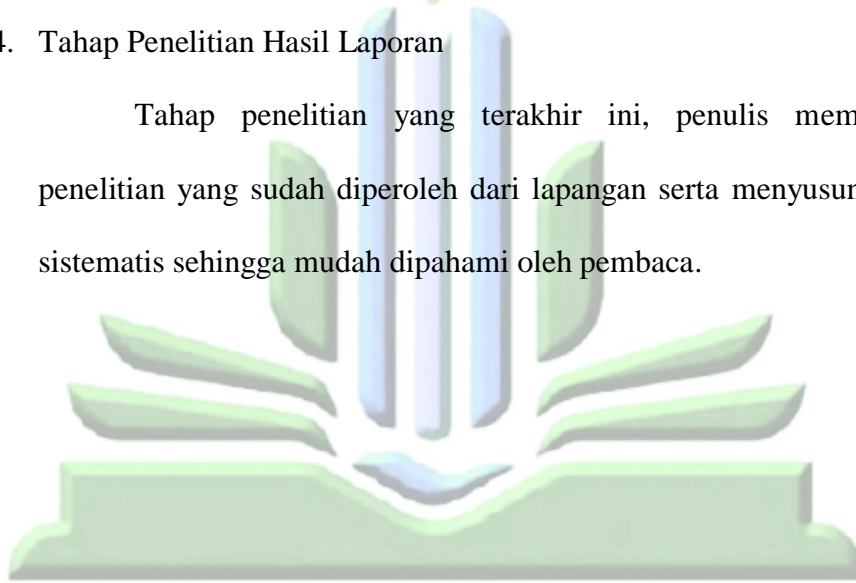 4. Tahap Penelitian Hasil Laporan
Tahap penelitian yang terakhir ini, penulis mem
penelitian yang sudah diperoleh dari lapangan serta menyusun
sistematis sehingga mudah dipahami oleh pembaca.